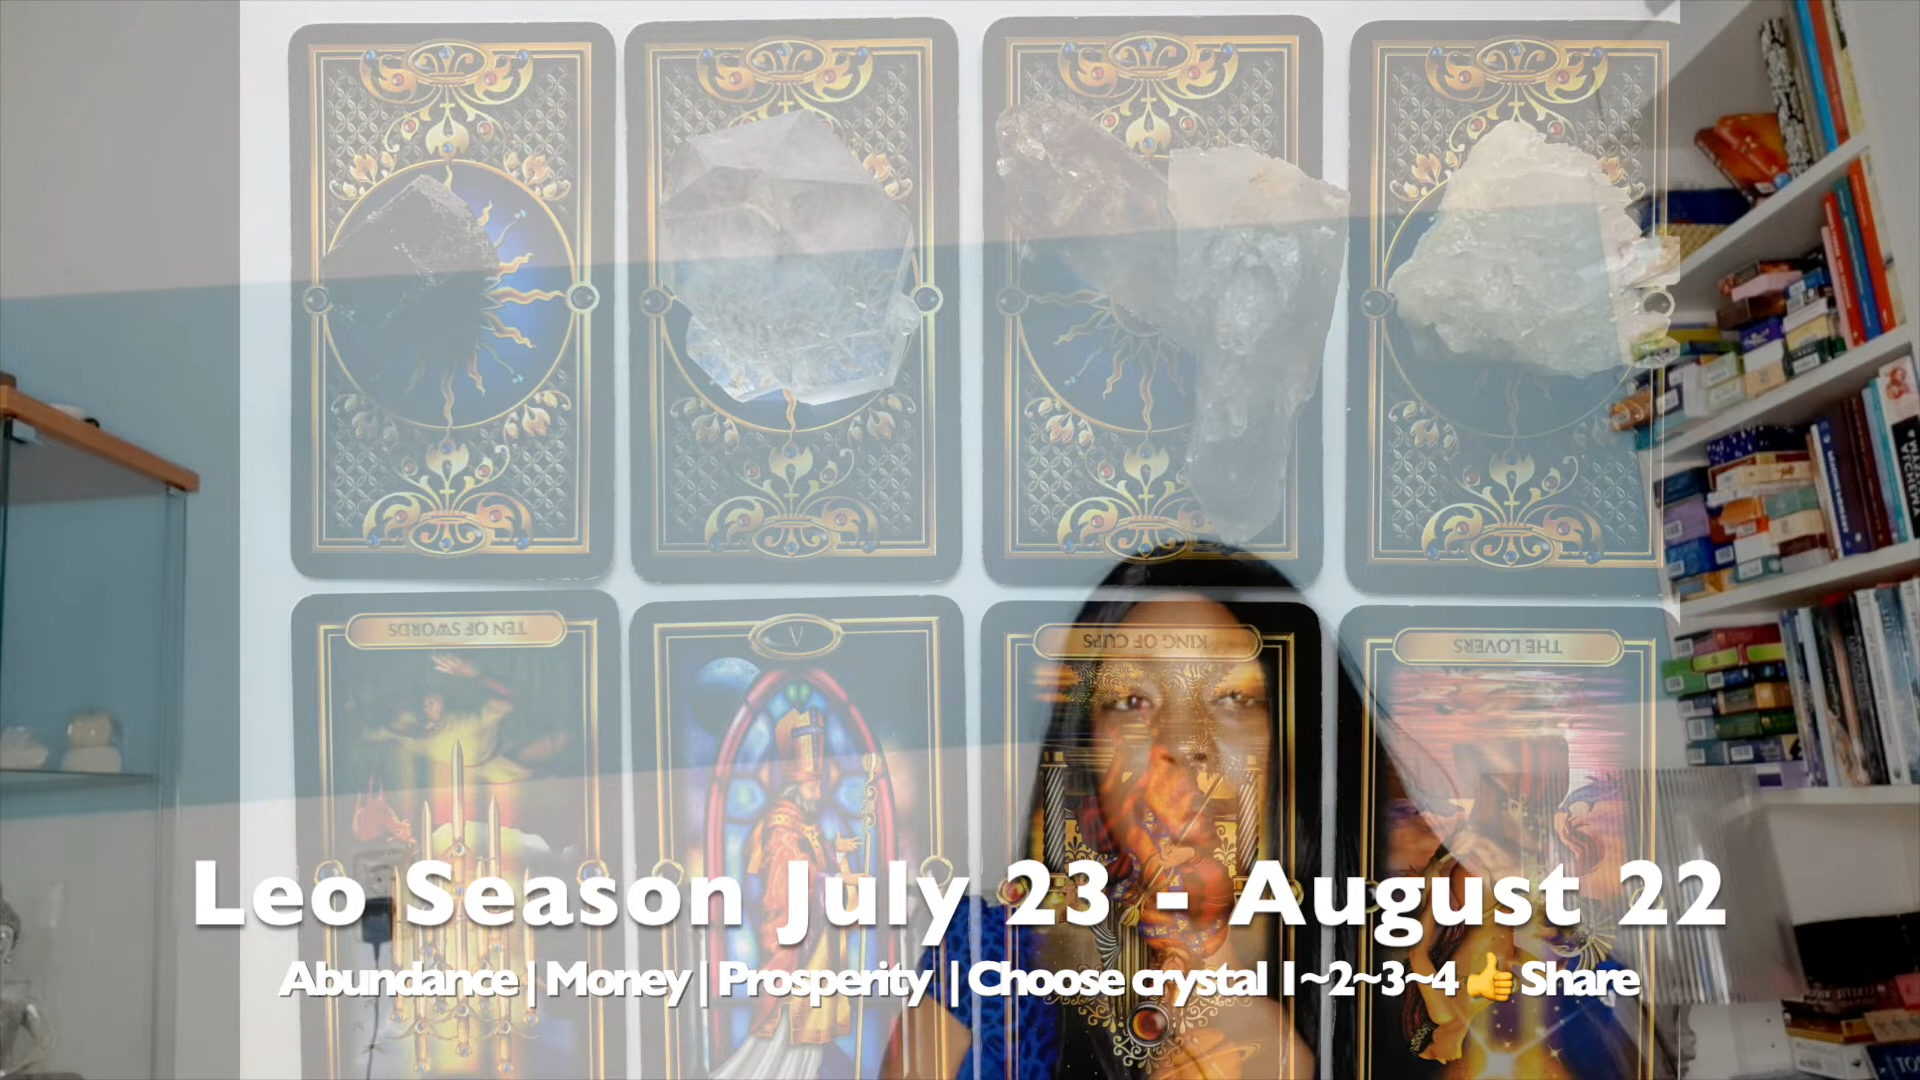 TEN OF SWORDS
V
KING OF CUPS
THE LOVERS
Leo Season July 23 - August 22
Abundance | Money | Prosperity | Choose crystal 1~2~3~4 👍 Share